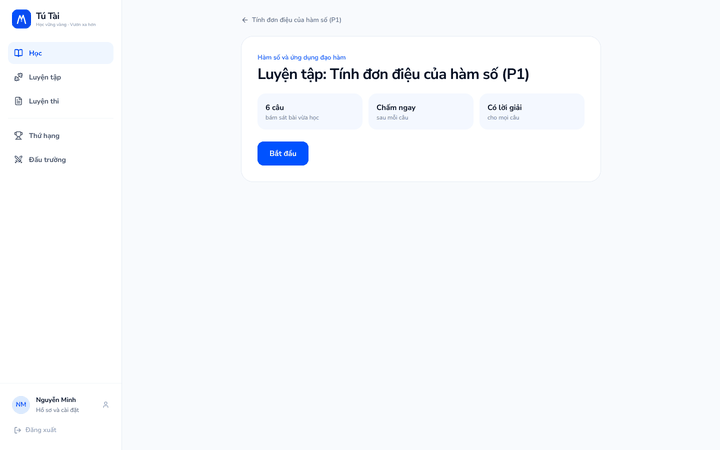 Tú Tài
Học vững vàng · Vươn xa hơn
Học
Luyện tập
Luyện thi
Thứ hạng
Đấu trường
NM
Nguyễn Minh
Hồ sơ và cài đặt
Đăng xuất
Tính đơn điệu của hàm số (P1)
Hàm số và ứng dụng đạo hàm
Luyện tập: Tính đơn điệu của hàm số (P1)
6 câu
bám sát bài vừa học
Chấm ngay
sau mỗi câu
Có lời giải
cho mọi câu
Bắt đầu